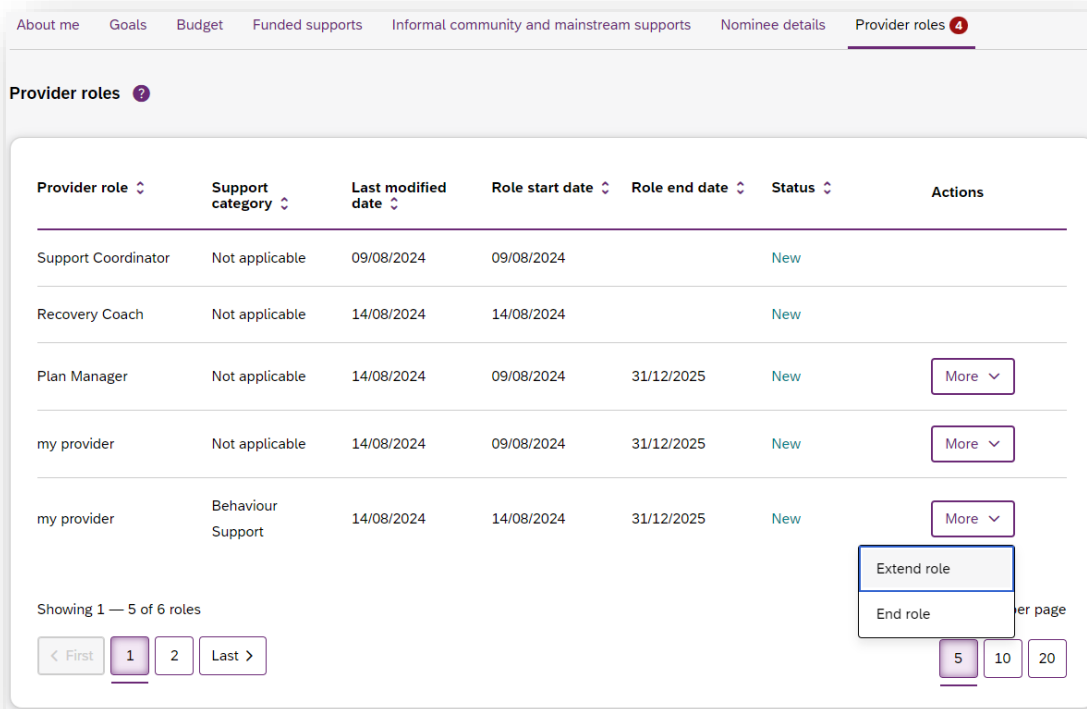 About me Goals Budget Funded supports Informal community and mainstream supports Nominee details Provider roles 4
Provider roles ?
Provider role Support category Last modified date Role start date Role end date Status Actions
Support Coordinator Not applicable 09/08/2024 09/08/2024 New
Recovery Coach Not applicable 14/08/2024 14/08/2024 New
Plan Manager Not applicable 14/08/2024 09/08/2024 31/12/2025 New More
my provider Not applicable 14/08/2024 09/08/2024 31/12/2025 New More
my provider Behaviour Support 14/08/2024 14/08/2024 31/12/2025 New More
Extend role
End role
Showing 1 — 5 of 6 roles per page
< First 1 2 Last > 5 10 20